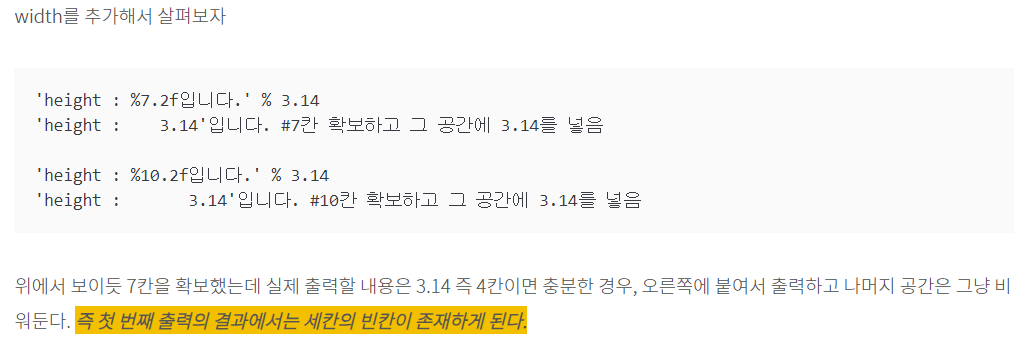 width를 추가해서 살펴보자
'height : %7.2f입니다.' % 3.14
'height :    3.14'입니다. #7칸 확보하고 그 공간에 3.14를 넣음
'height : %10.2f입니다.' % 3.14
'height :       3.14'입니다. #10칸 확보하고 그 공간에 3.14를 넣음
위에서 보이듯 7칸을 확보했는데 실제 출력할 내용은 3.14 즉 4칸이면 충분한 경우, 오른쪽에 붙여서 출력하고 나머지 공간은 그냥 비
워둔다. 즉 첫 번째 출력의 결과에서는 세칸의 빈칸이 존재하게 된다.